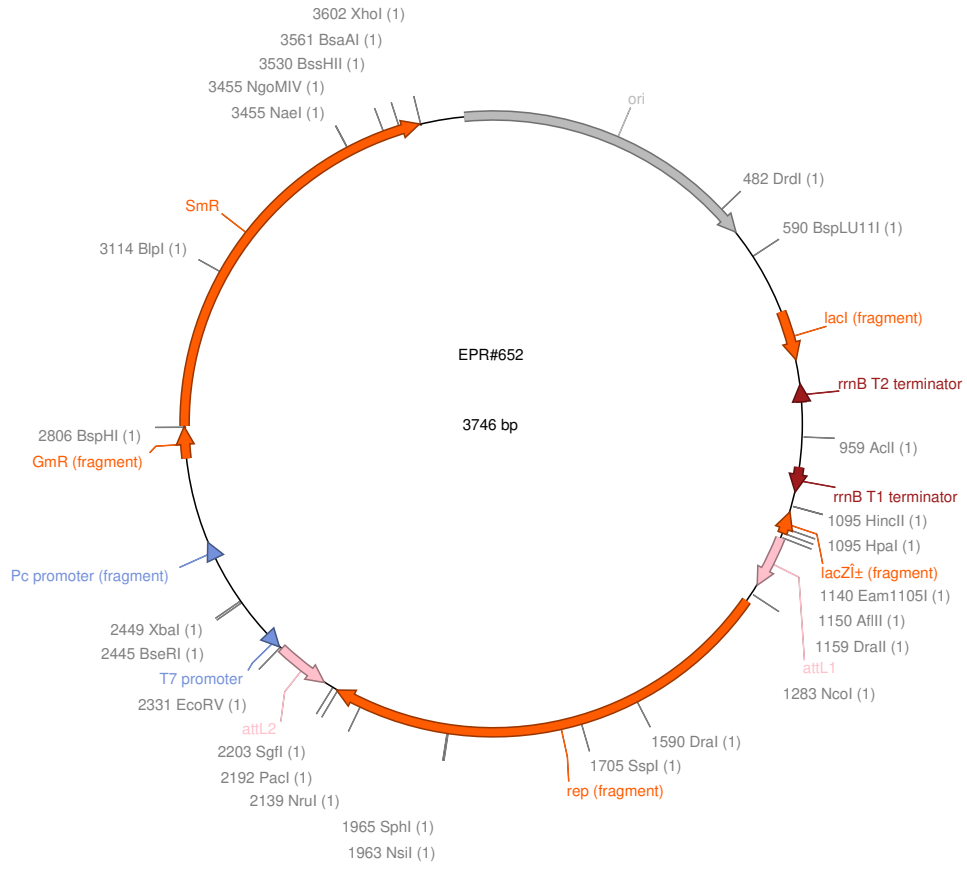 3602 XhoI (1)
3561 BsaAI (1)
3530 BssHII (1)
3455 NgoMIV (1)
3455 NaeI (1)
ori
482 DrdI (1)
SmR
590 BspLU11I (1)
3114 BlpI (1)
lacI (fragment)
EPR#652
rrnB T2 terminator
3746 bp
2806 BspHI (1)
959 AclI (1)
GmR (fragment)
rrnB T1 terminator
1095 HincII (1)
1095 HpaI (1)
Pc promoter (fragment)
lacZÎ± (fragment)
1140 Eam1105I (1)
1150 AflII (1)
2449 XbaI (1)
1159 DraII (1)
2445 BseRI (1)
attL1
T7 promoter
1283 NcoI (1)
2331 EcoRV (1)
attL2
1590 DraI (1)
2203 SgfI (1)
1705 SspI (1)
2192 PacI (1)
rep (fragment)
2139 NruI (1)
1965 SphI (1)
1963 NsiI (1)